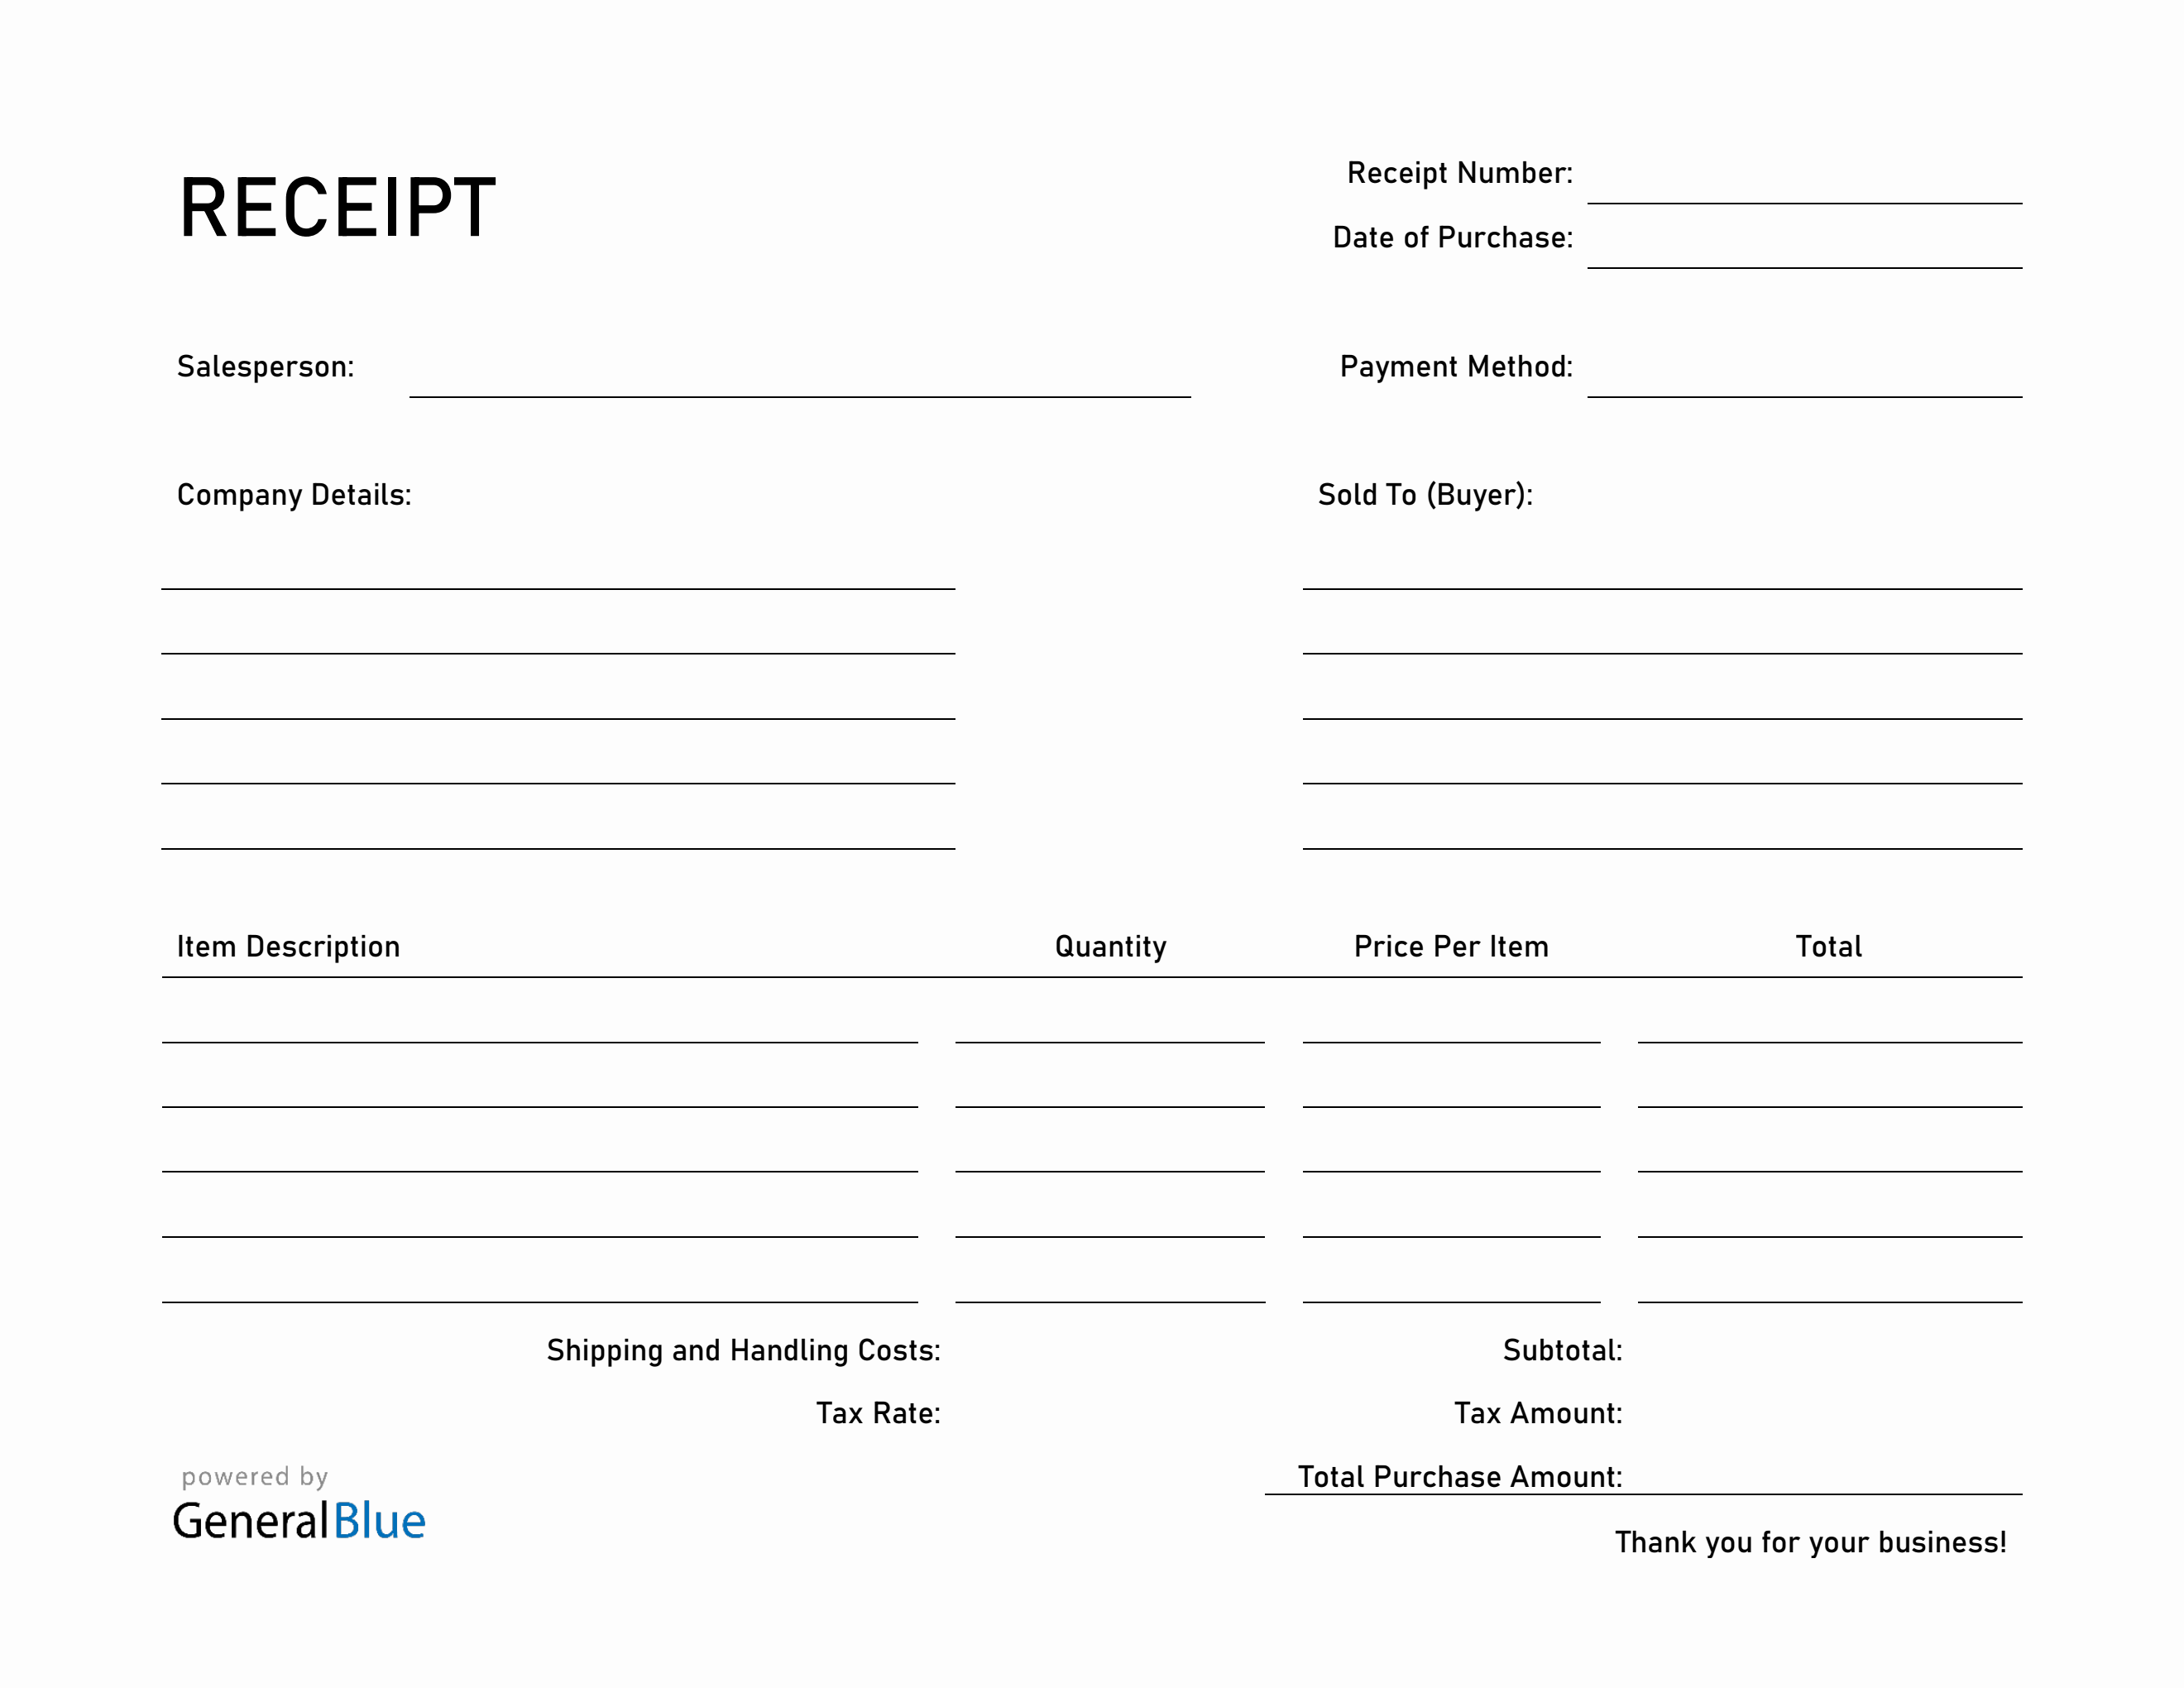 RECEIPT
Receipt Number:
Date of Purchase:
Salesperson:
Payment Method:
Company Details:
Sold To (Buyer):
Item Description Quantity Price Per Item Total
Shipping and Handling Costs:
Subtotal:
Tax Rate:
Tax Amount:
Total Purchase Amount:
powered by
GeneralBlue
Thank you for your business!